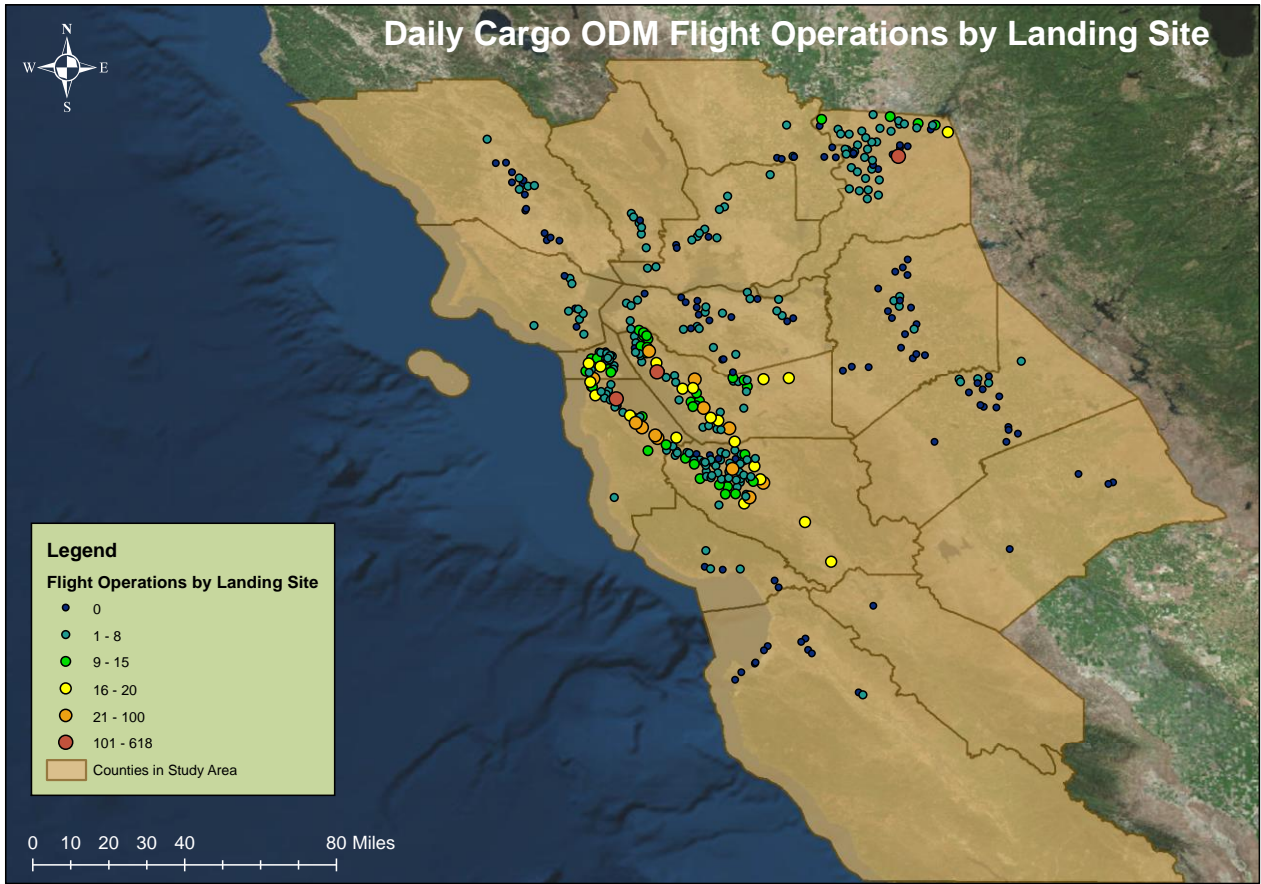 Daily Cargo ODM Flight Operations by Landing Site
N
W
E
S
Legend
Flight Operations by Landing Site
0
1 - 8
9 - 15
16 - 20
21 - 100
101 - 618
Counties in Study Area
0 10 20 30 40 80 Miles